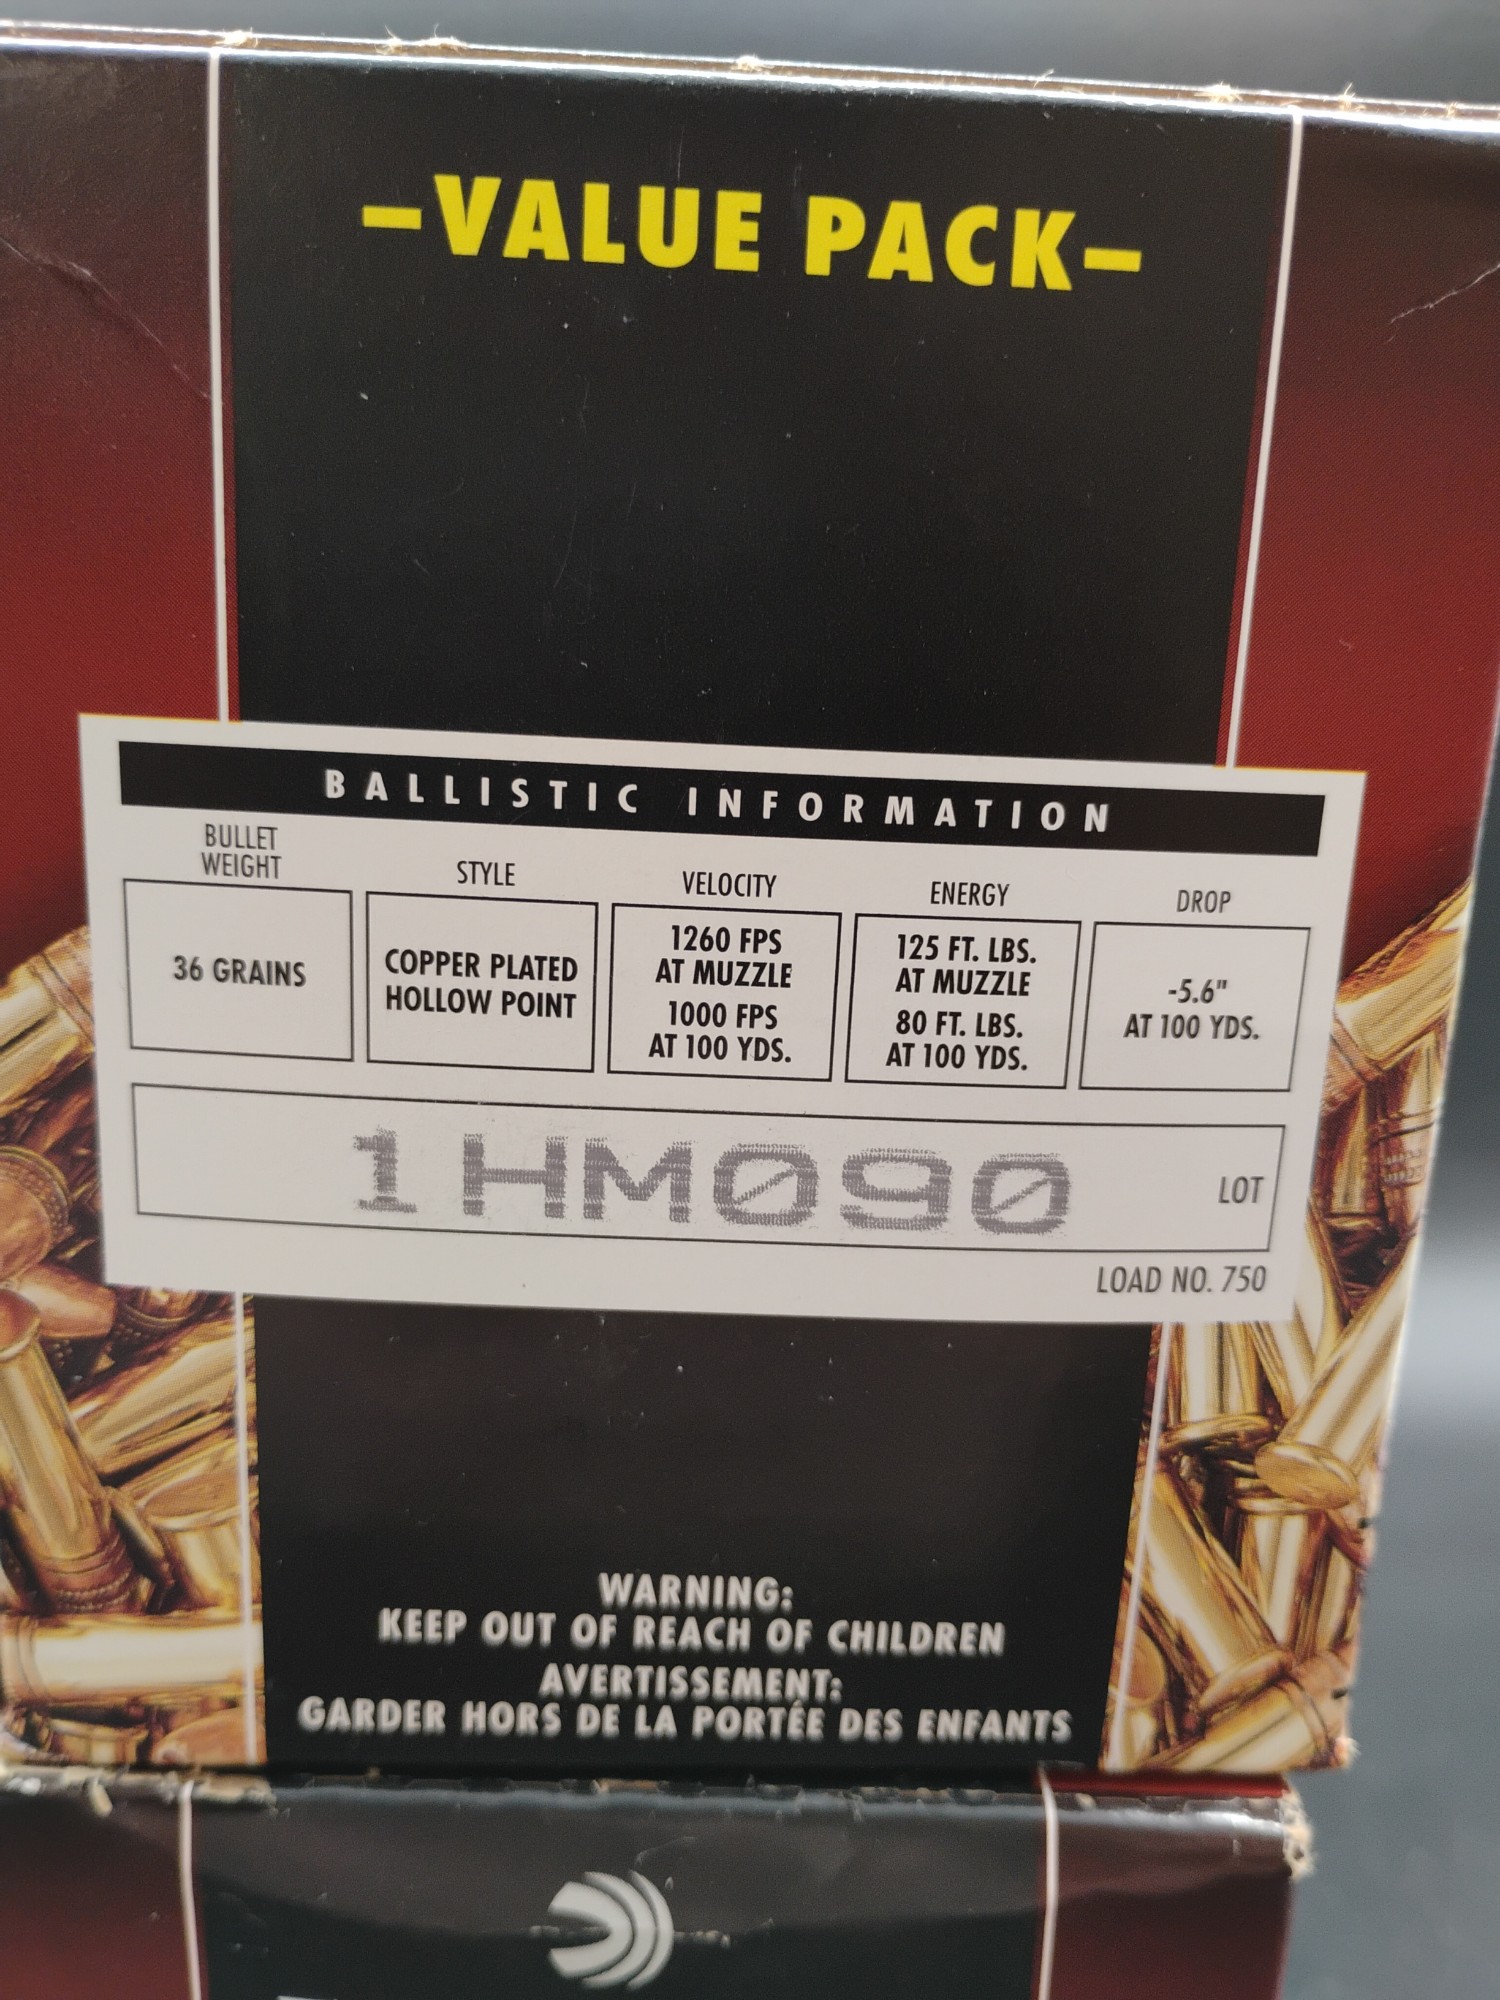 –VALUE PACK–
BALLISTIC INFORMATION
BULLET
WEIGHT
36 GRAINS
STYLE
COPPER PLATED
HOLLOW POINT
VELOCITY
1260 FPS
AT MUZZLE
1000 FPS
AT 100 YDS.
ENERGY
125 FT. LBS.
AT MUZZLE
80 FT. LBS.
AT 100 YDS.
DROP
-5.6"
AT 100 YDS.
1HM090
LOT
LOAD NO. 750
WARNING:
KEEP OUT OF REACH OF CHILDREN
AVERTISSEMENT:
GARDER HORS DE LA PORTÉE DES ENFANTS